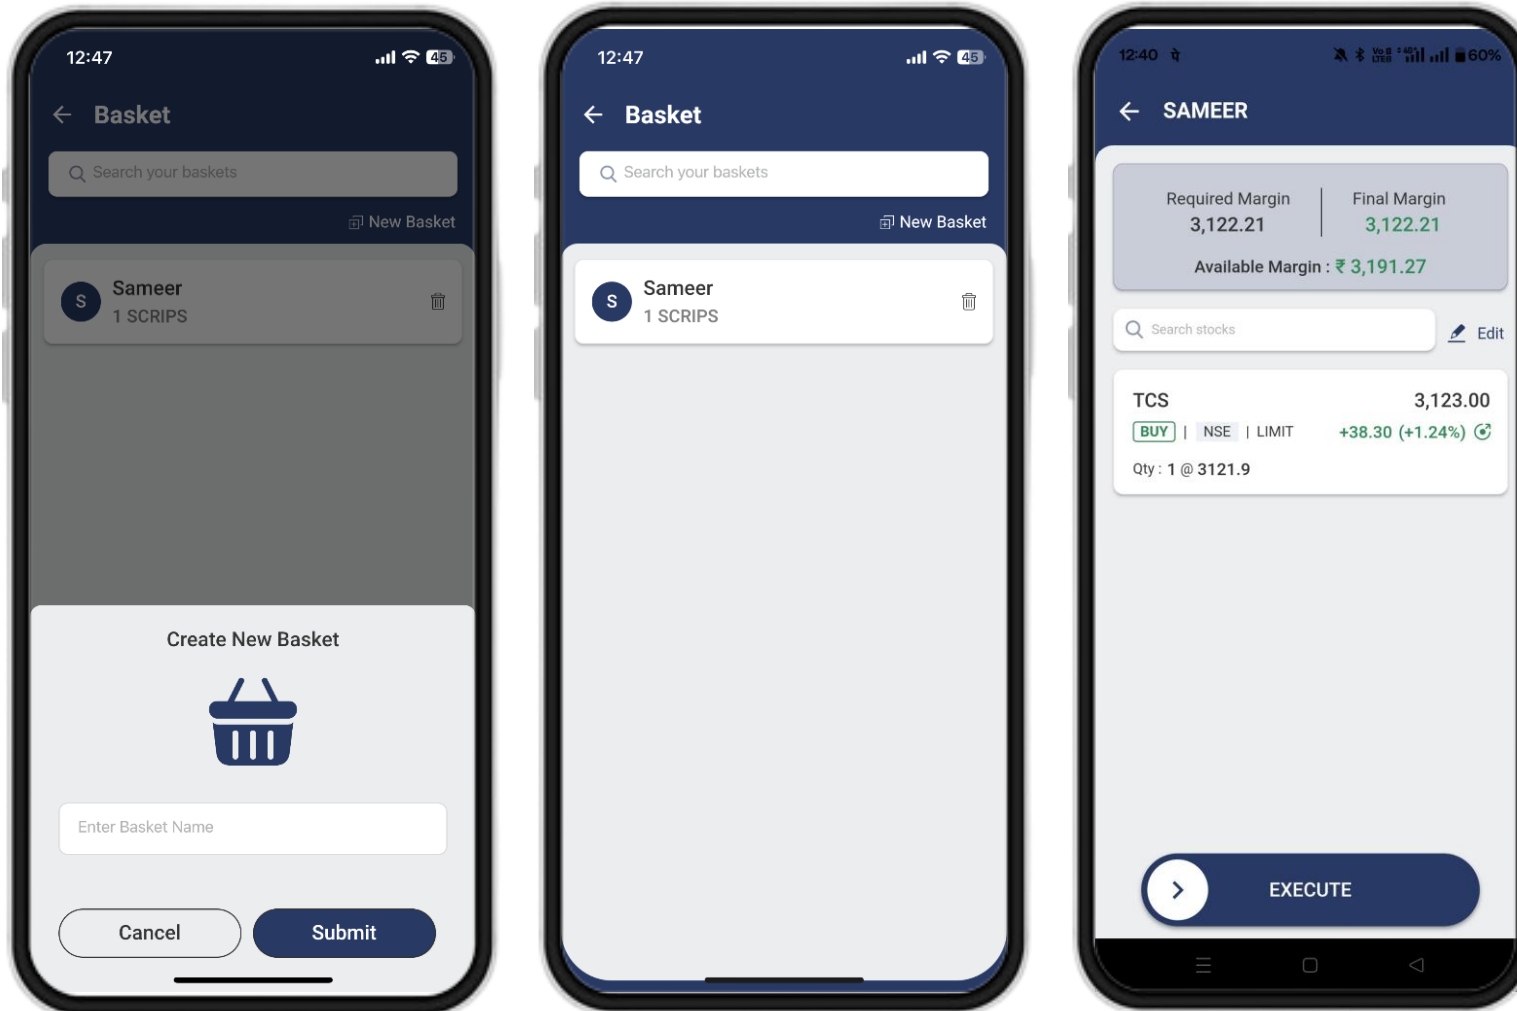 12:47
45
Basket
Search your baskets
New Basket
S
Sameer
1 SCRIPS
Create New Basket
Enter Basket Name
Cancel
Submit
12:47
45
Basket
Search your baskets
New Basket
S
Sameer
1 SCRIPS
12:40 पे
60%
SAMEER
Required Margin
3,122.21
Final Margin
3,122.21
Available Margin : ₹ 3,191.27
Search stocks
Edit
TCS
3,123.00
BUY | NSE | LIMIT
+38.30 (+1.24%)
Qty : 1 @ 3121.9
EXECUTE